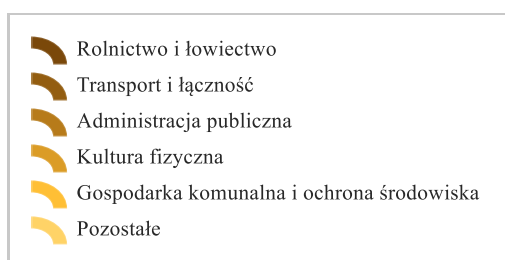 Rolnictwo i łowiectwo
Transport i łączność
Administracja publiczna
Kultura fizyczna
Gospodarka komunalna i ochrona środowiska
Pozostałe